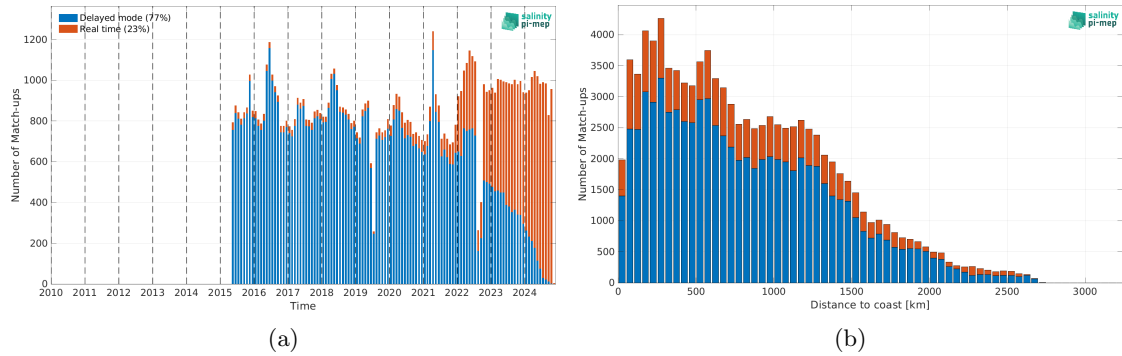 Delayed mode (77%)
Real time (23%)
salinity
pi-mep
1200
1000
800
600
400
200
0
Number of Match-ups
2010 2011 2012 2013 2014 2015 2016 2017 2018 2019 2020 2021 2022 2023 2024
Time
(a)
salinity
pi-mep
4000
3500
3000
2500
2000
1500
1000
500
0
Number of Match-ups
0 500 1000 1500 2000 2500 3000
Distance to coast [km]
(b)